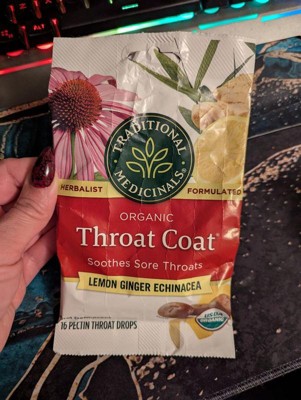 TRADITIONAL
MEDICINALS
HERBALIST
FORMULATED
ORGANIC
Throat Coat®
Soothes Sore Throats
LEMON GINGER ECHINACEA
16 PECTIN THROAT DROPS
USDA
ORGANIC